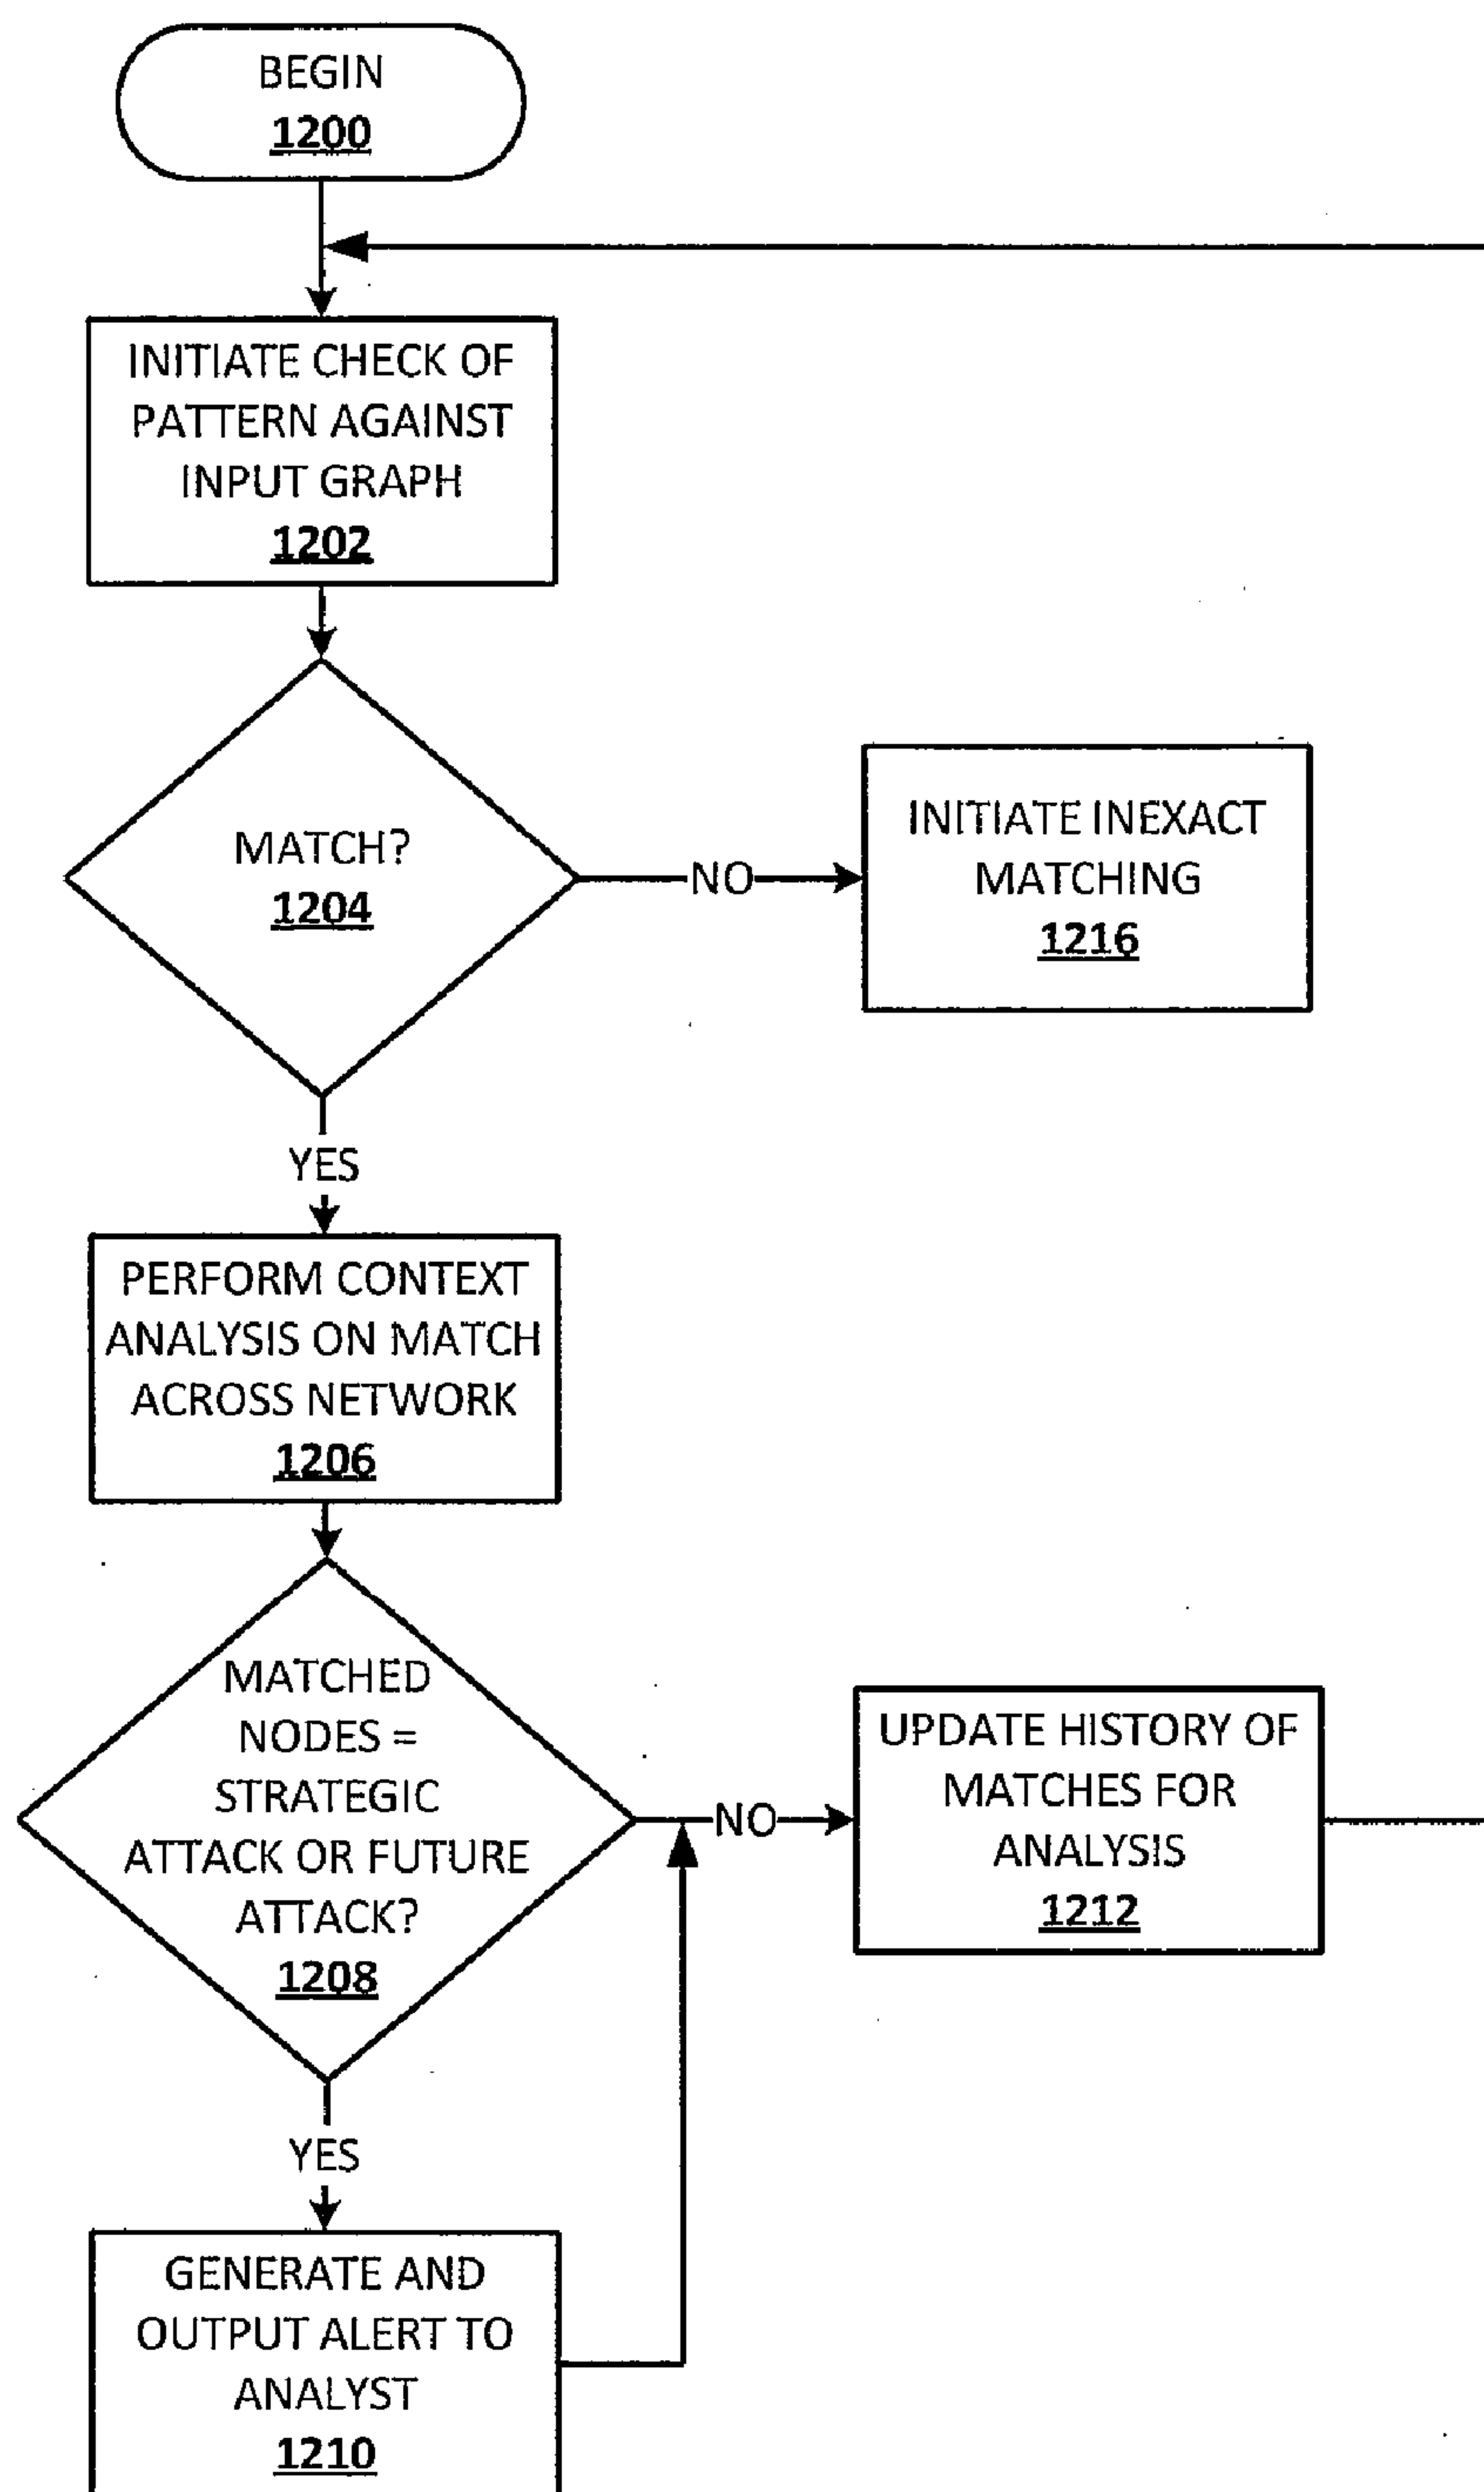 BEGIN
1200
INITIATE CHECK OF
PATTERN AGAINST
INPUT GRAPH
1202
MATCH?
1204
NO
INITIATE INEXACT
MATCHING
1216
YES
PERFORM CONTEXT
ANALYSIS ON MATCH
ACROSS NETWORK
1206
MATCHED
NODES =
STRATEGIC
ATTACK OR FUTURE
ATTACK?
1208
NO
UPDATE HISTORY OF
MATCHES FOR
ANALYSIS
1212
YES
GENERATE AND
OUTPUT ALERT TO
ANALYST
1210